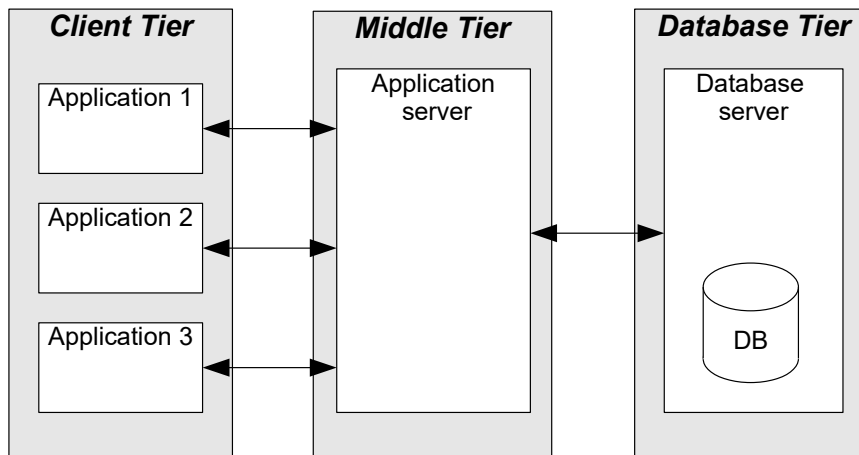 Client Tier
Application 1
Application 2
Application 3
Middle Tier
Application
server
Database Tier
Database
server
DB